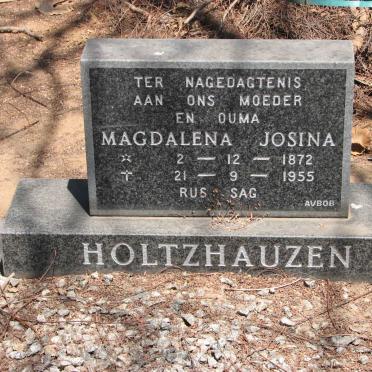 TER NAGEDAGTENIS
AAN ONS MOEDER
EN OUMA
MAGDALENA JOSINA
☆ 2 — 12 — 1872
✝ 21 — 9 — 1955
RUS SAG
AVBOB
HOLTZHAUZEN